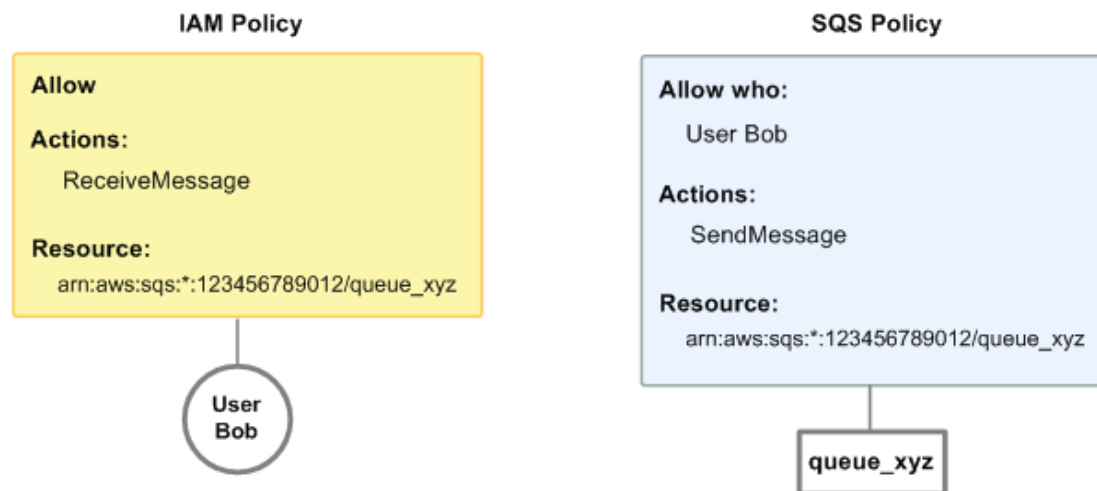 IAM Policy
Allow
Actions:
ReceiveMessage
Resource:
arn:aws:sqs:*:123456789012/queue_xyz
User
Bob
SQS Policy
Allow who:
User Bob
Actions:
SendMessage
Resource:
arn:aws:sqs:*:123456789012/queue_xyz
queue_xyz